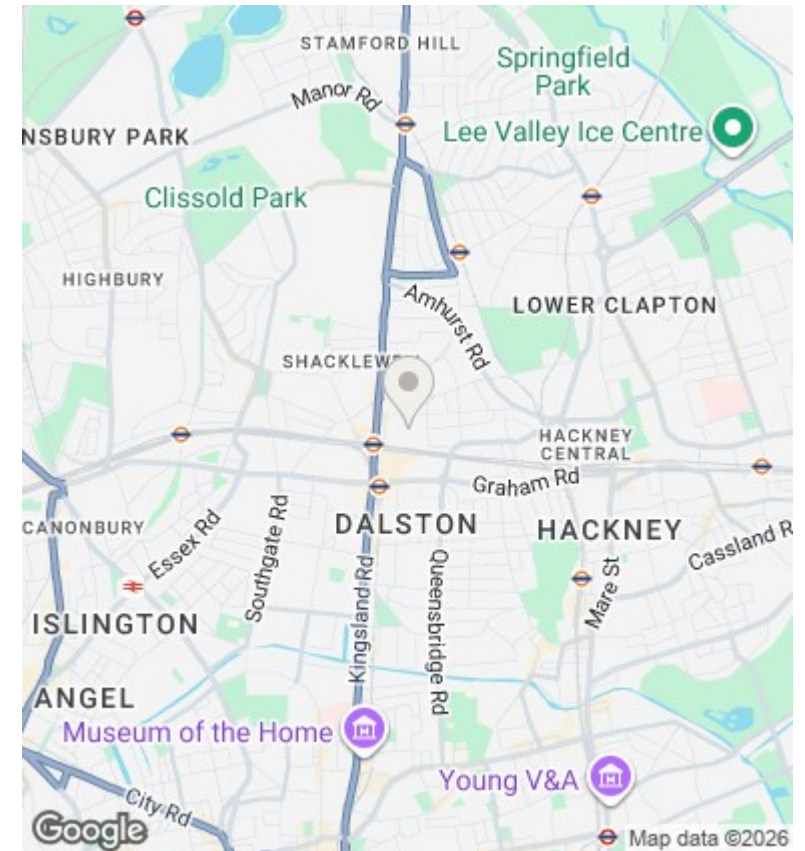 STAMFORD HILL
Springfield
Park
Manor Rd
NSBURY PARK
Lee Valley Ice Centre
Clissold Park
HIGHBURY
Amhurst Rd
LOWER CLAPTON
SHACKLEW
HACKNEY
CENTRAL
Graham Rd
CANONBURY
Essex Rd
Southgate Rd
DALSTON
HACKNEY
Cassland R
Kingsland Rd
Queensbridge Rd
Mare St
ISLINGTON
ANGEL
Museum of the Home
Young V&A
City Rd
Google
Map data ©2026